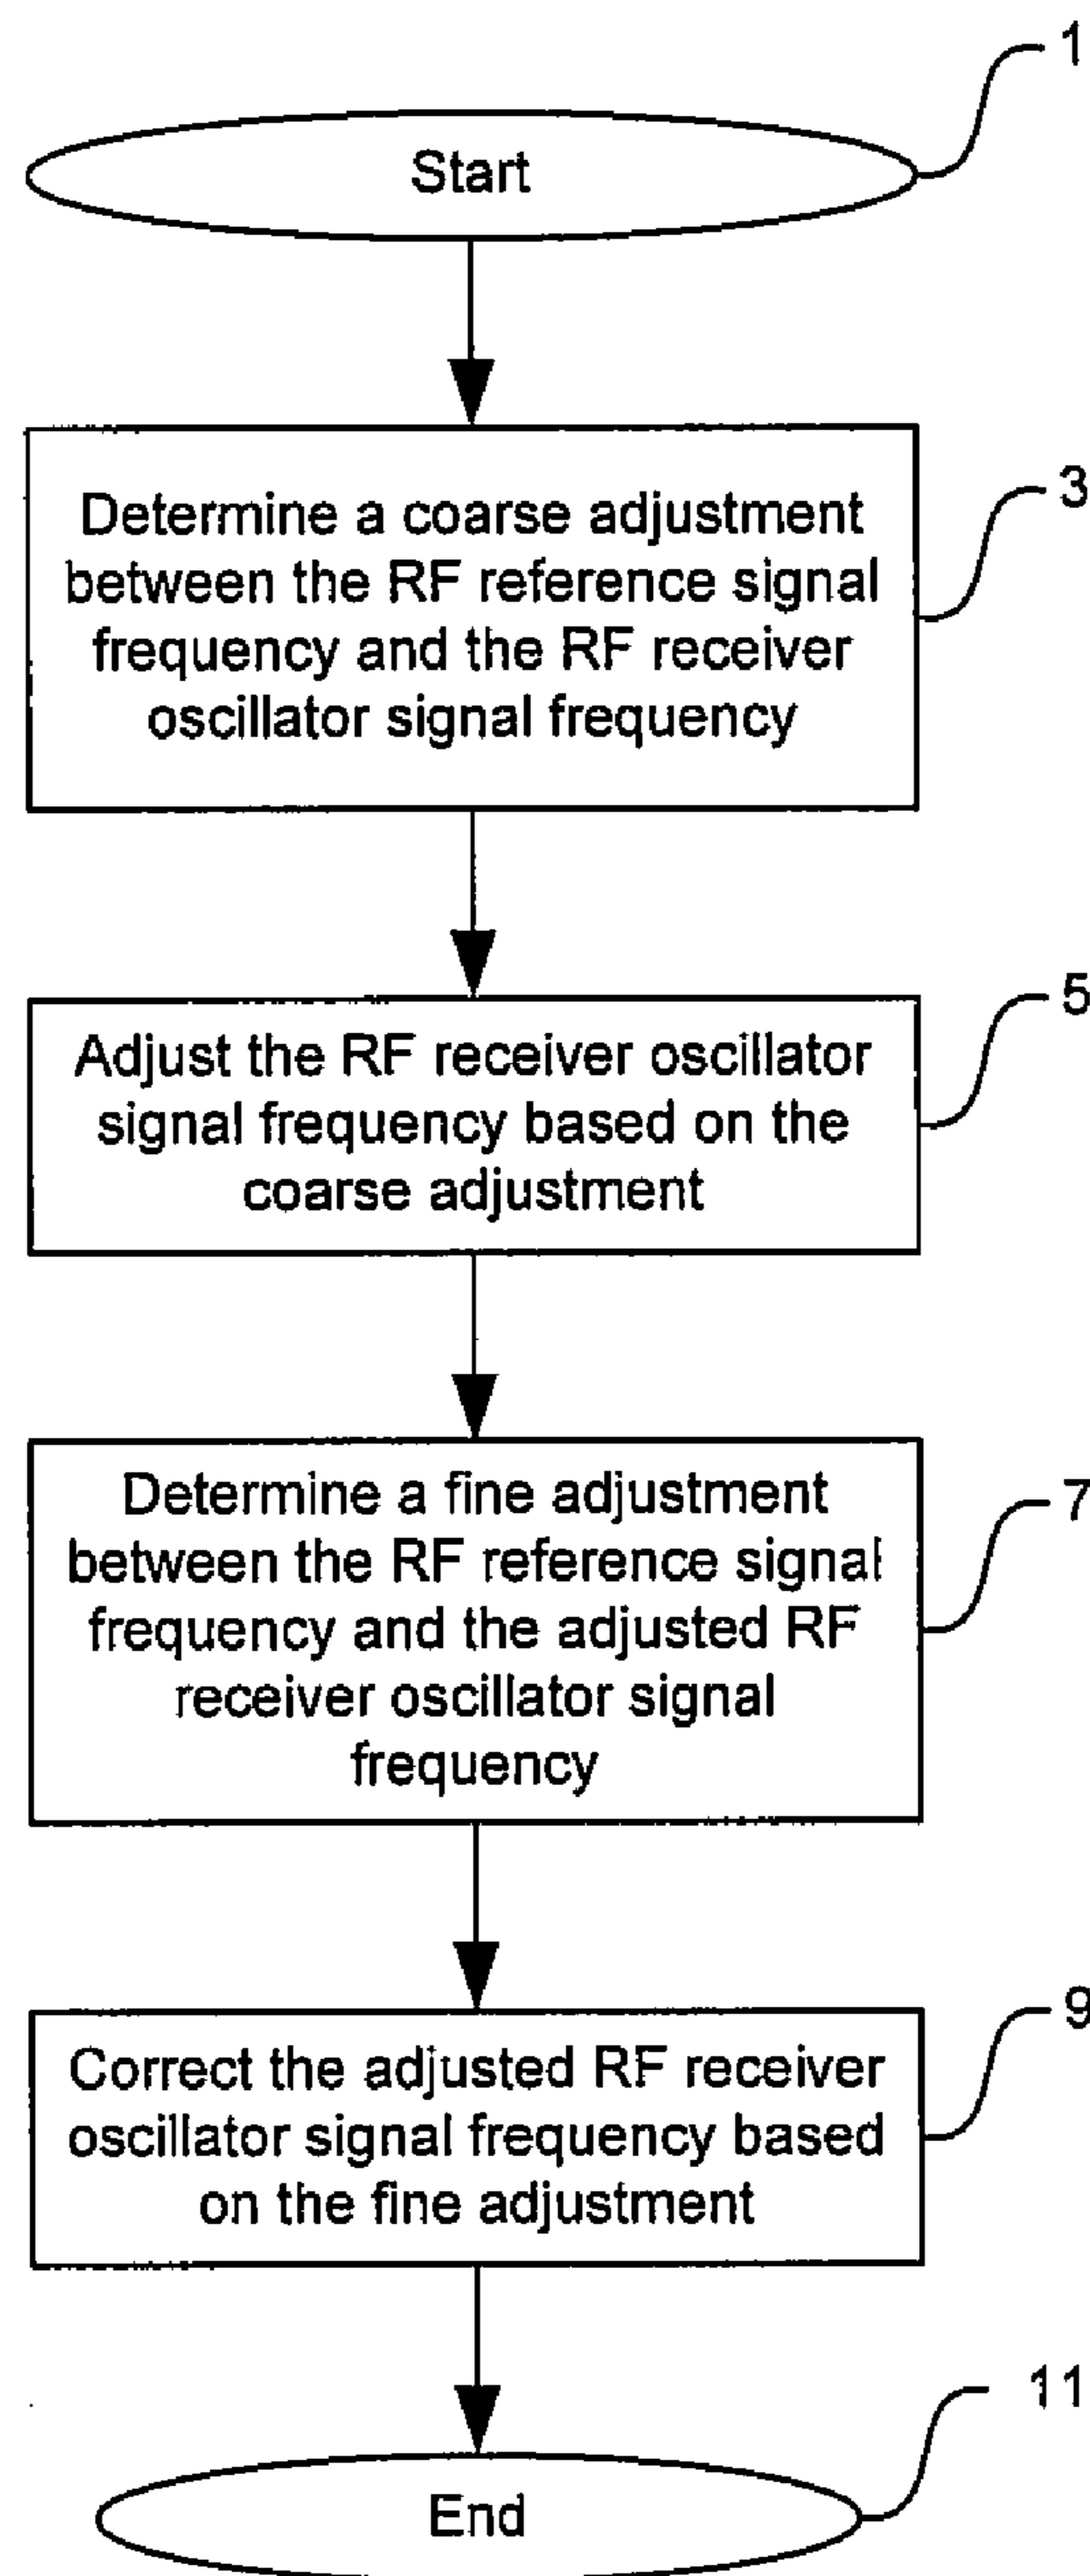 1
Start
Determine a coarse adjustment
between the RF reference signal
frequency and the RF receiver
oscillator signal frequency
3
Adjust the RF receiver oscillator
signal frequency based on the
coarse adjustment
5
Determine a fine adjustment
between the RF reference signal
frequency and the adjusted RF
receiver oscillator signal
frequency
7
Correct the adjusted RF receiver
oscillator signal frequency based
on the fine adjustment
9
11
End